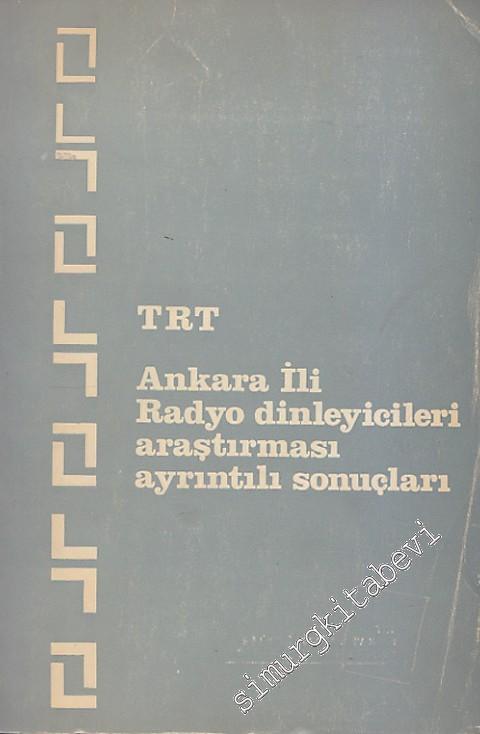 TRT
Ankara İli
Radyo dinleyicileri
araştırması
ayrıntılı sonuçları
simurgkitabevi